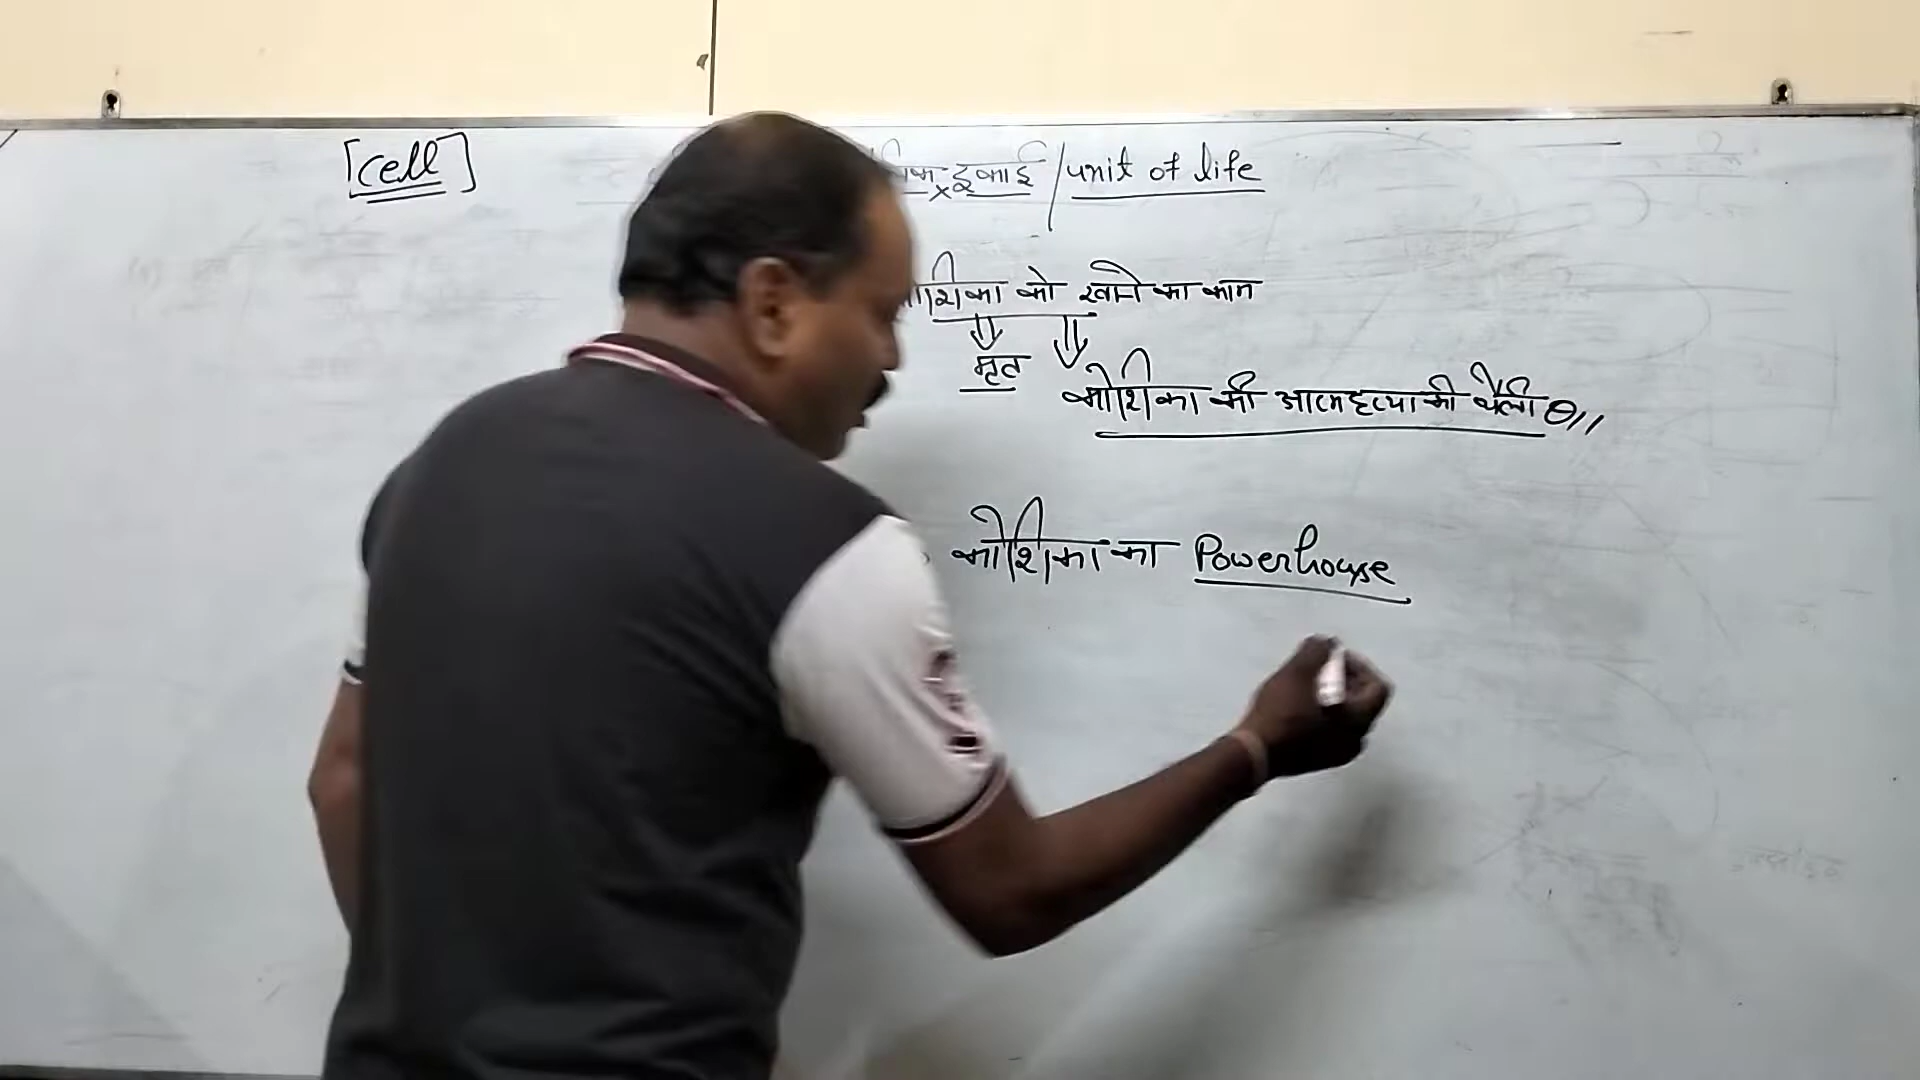 [cell] इकाई / unit of life
शिका को खाने का काम
मृत
कोशिका की आत्महत्या की थैली
कोशिका का Powerhouse